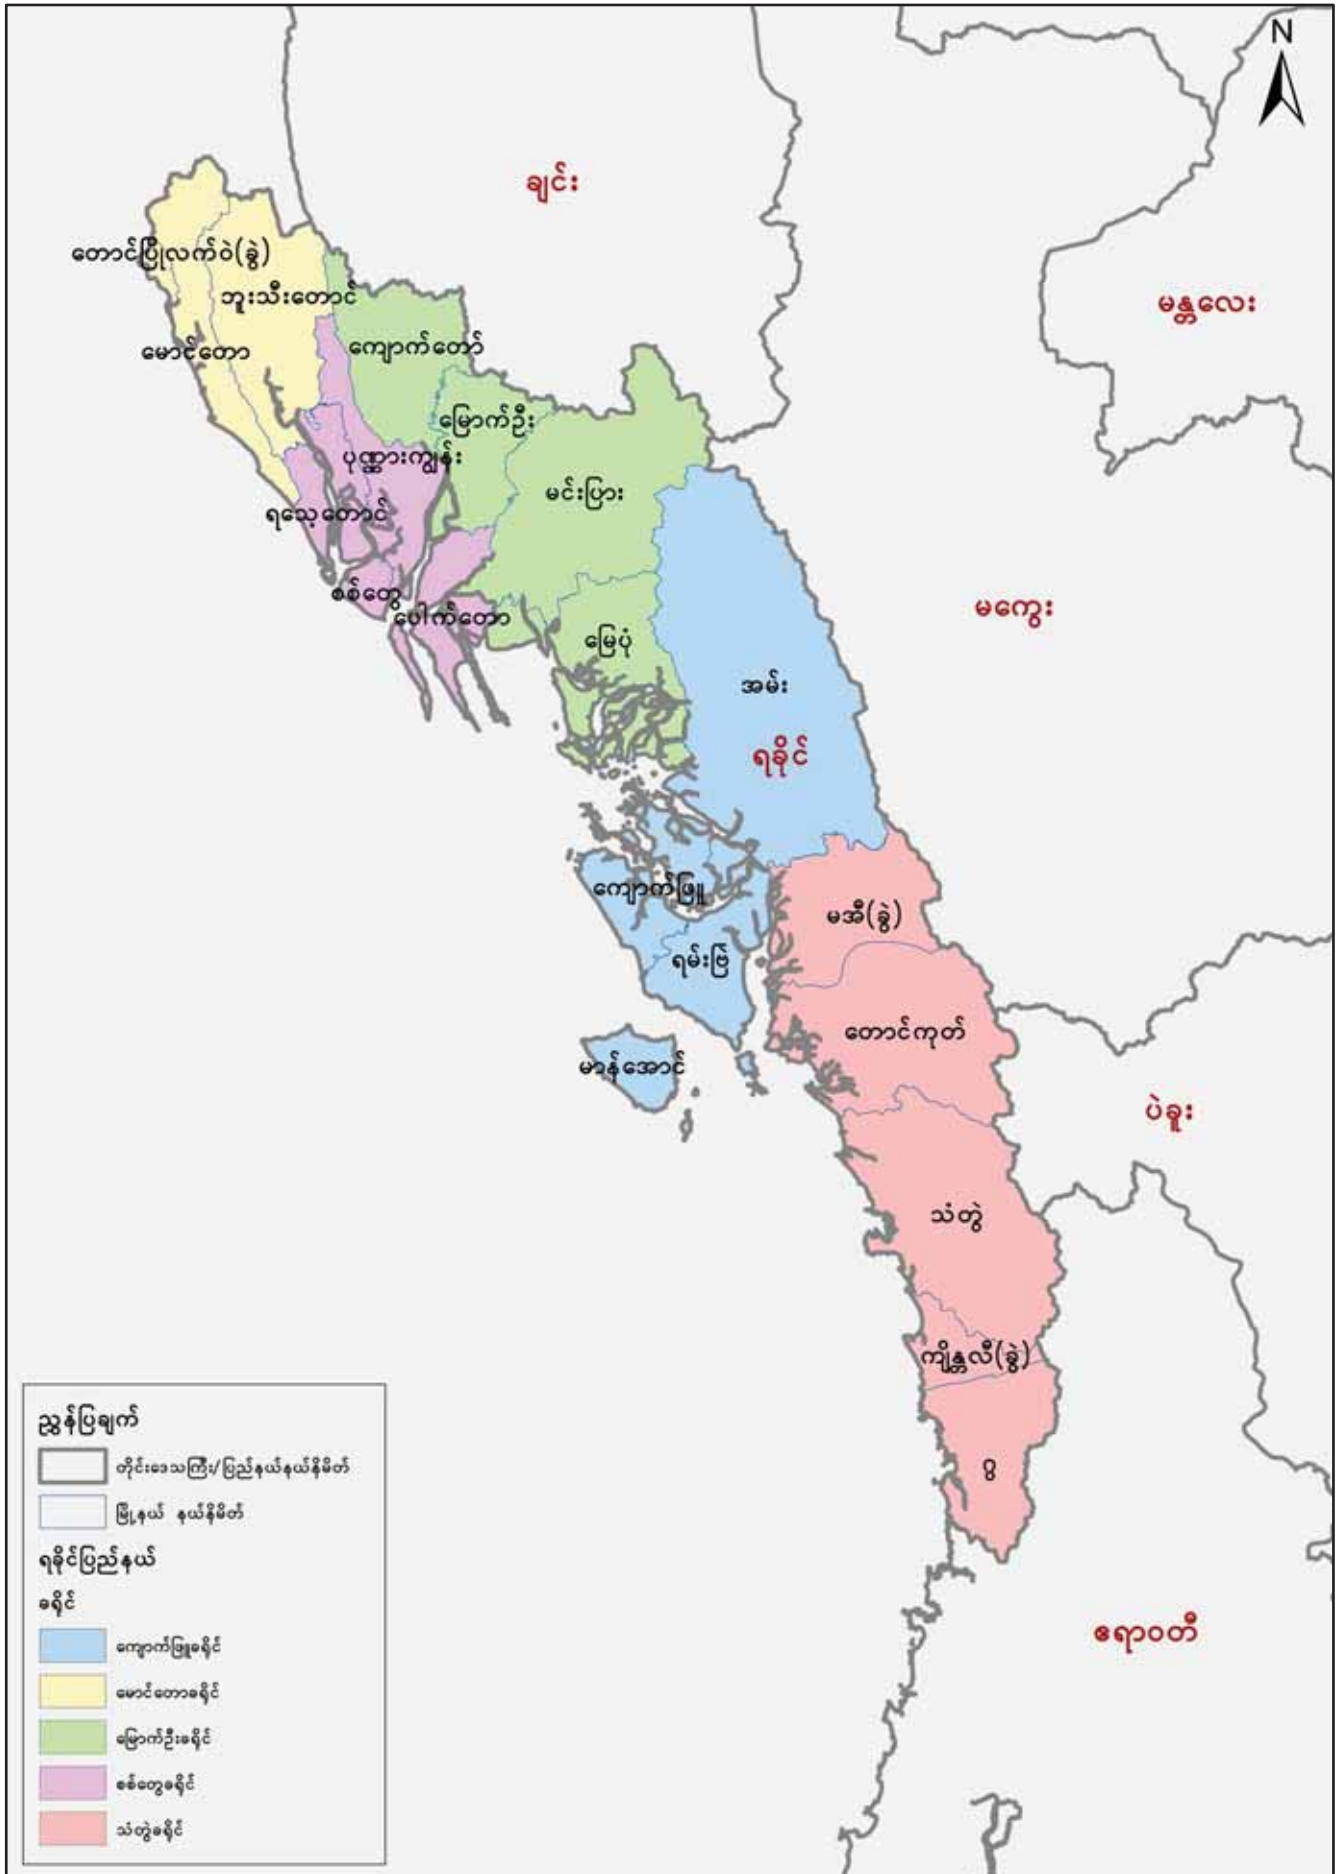 N
ချင်း
တောင်ပြိုလက်ဝဲ(ခွဲ)
ဘူးသီးတောင်
မန္တလေး
မောင်တော
ကျောက်တော်
မြောက်ဦး
ပုဏ္ဏားကျွန်း
မင်းပြား
ရသေ့တောင်
စစ်တွေ
မကွေး
ပေါက်တော
မြေပုံ
အမ်း
ရခိုင်
ကျောက်ဖြူ
မအီ(ခွဲ)
ရမ်းဗြဲ
တောင်ကုတ်
မာန်အောင်
ပဲခူး
သံတွဲ
ကျိန္တလီ(ခွဲ)
ဂွ
ဧရာဝတီ
ညွှန်ပြချက်
တိုင်းဒေသကြီး/ပြည်နယ်နယ်နိမိတ်
မြို့နယ် နယ်နိမိတ်
ရခိုင်ပြည်နယ်
ခရိုင်
ကျောက်ဖြူခရိုင်
မောင်တောခရိုင်
မြောက်ဦးခရိုင်
စစ်တွေခရိုင်
သံတွဲခရိုင်